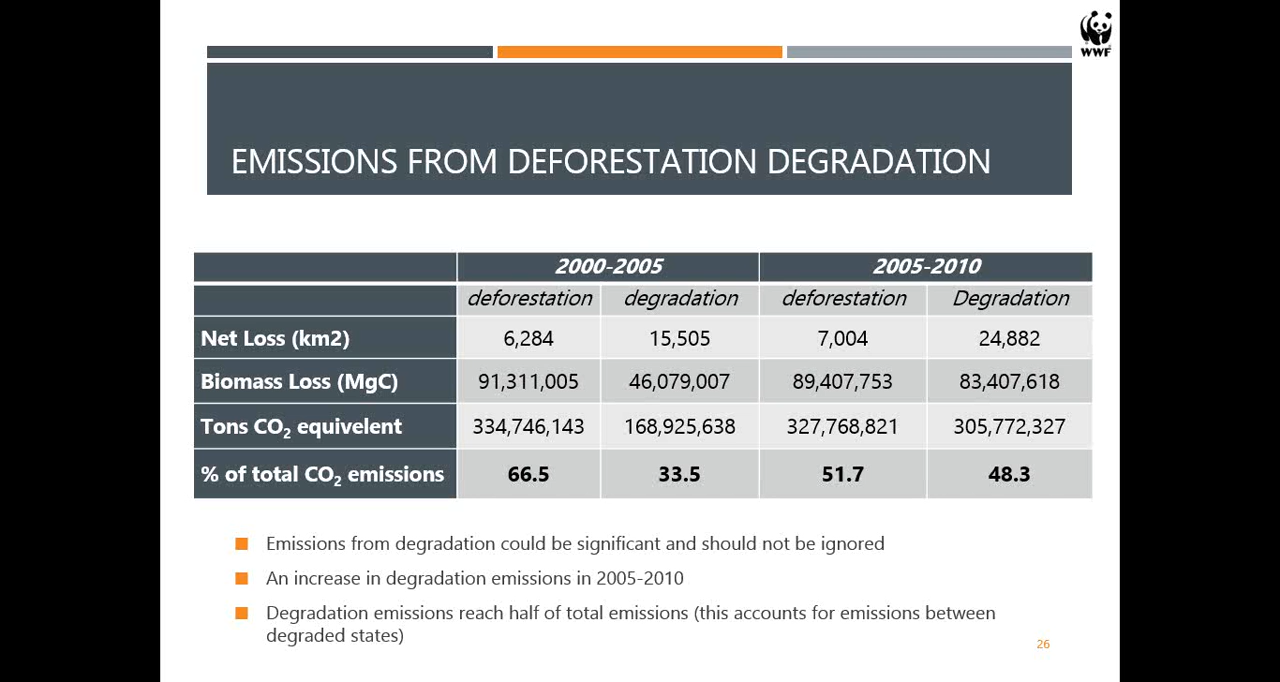 WWF
EMISSIONS FROM DEFORESTATION DEGRADATION
2000-2005 2005-2010
deforestation degradation deforestation Degradation
Net Loss (km2) 6,284 15,505 7,004 24,882
Biomass Loss (MgC) 91,311,005 46,079,007 89,407,753 83,407,618
Tons CO2 equivelent 334,746,143 168,925,638 327,768,821 305,772,327
% of total CO2 emissions 66.5 33.5 51.7 48.3
Emissions from degradation could be significant and should not be ignored
An increase in degradation emissions in 2005-2010
Degradation emissions reach half of total emissions (this accounts for emissions between
degraded states)
26